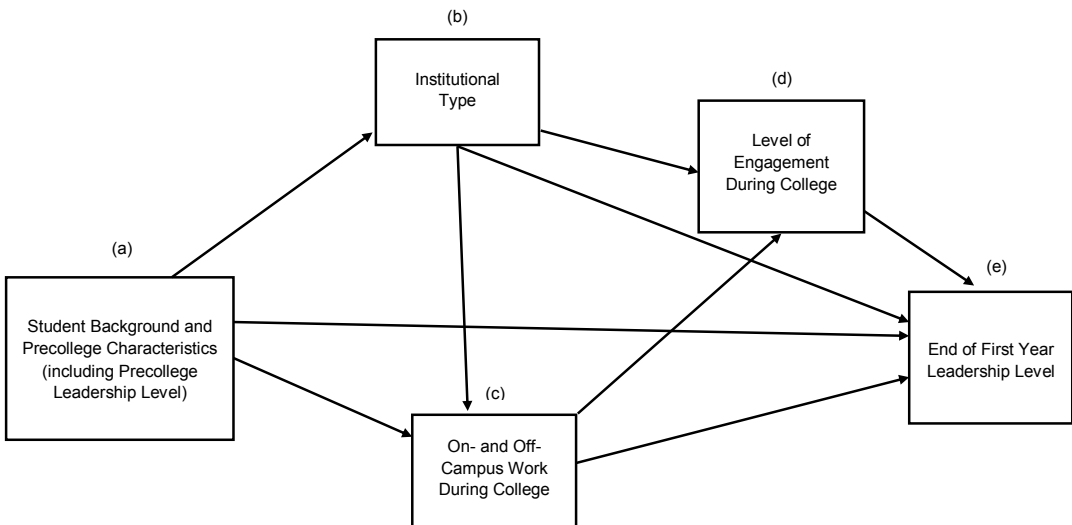 (b)
Institutional
Type
(d)
Level of
Engagement
During College
(a)
Student Background and
Precollege Characteristics
(including Precollege
Leadership Level)
(e)
End of First Year
Leadership Level
(c)
On- and Off-
Campus Work
During College